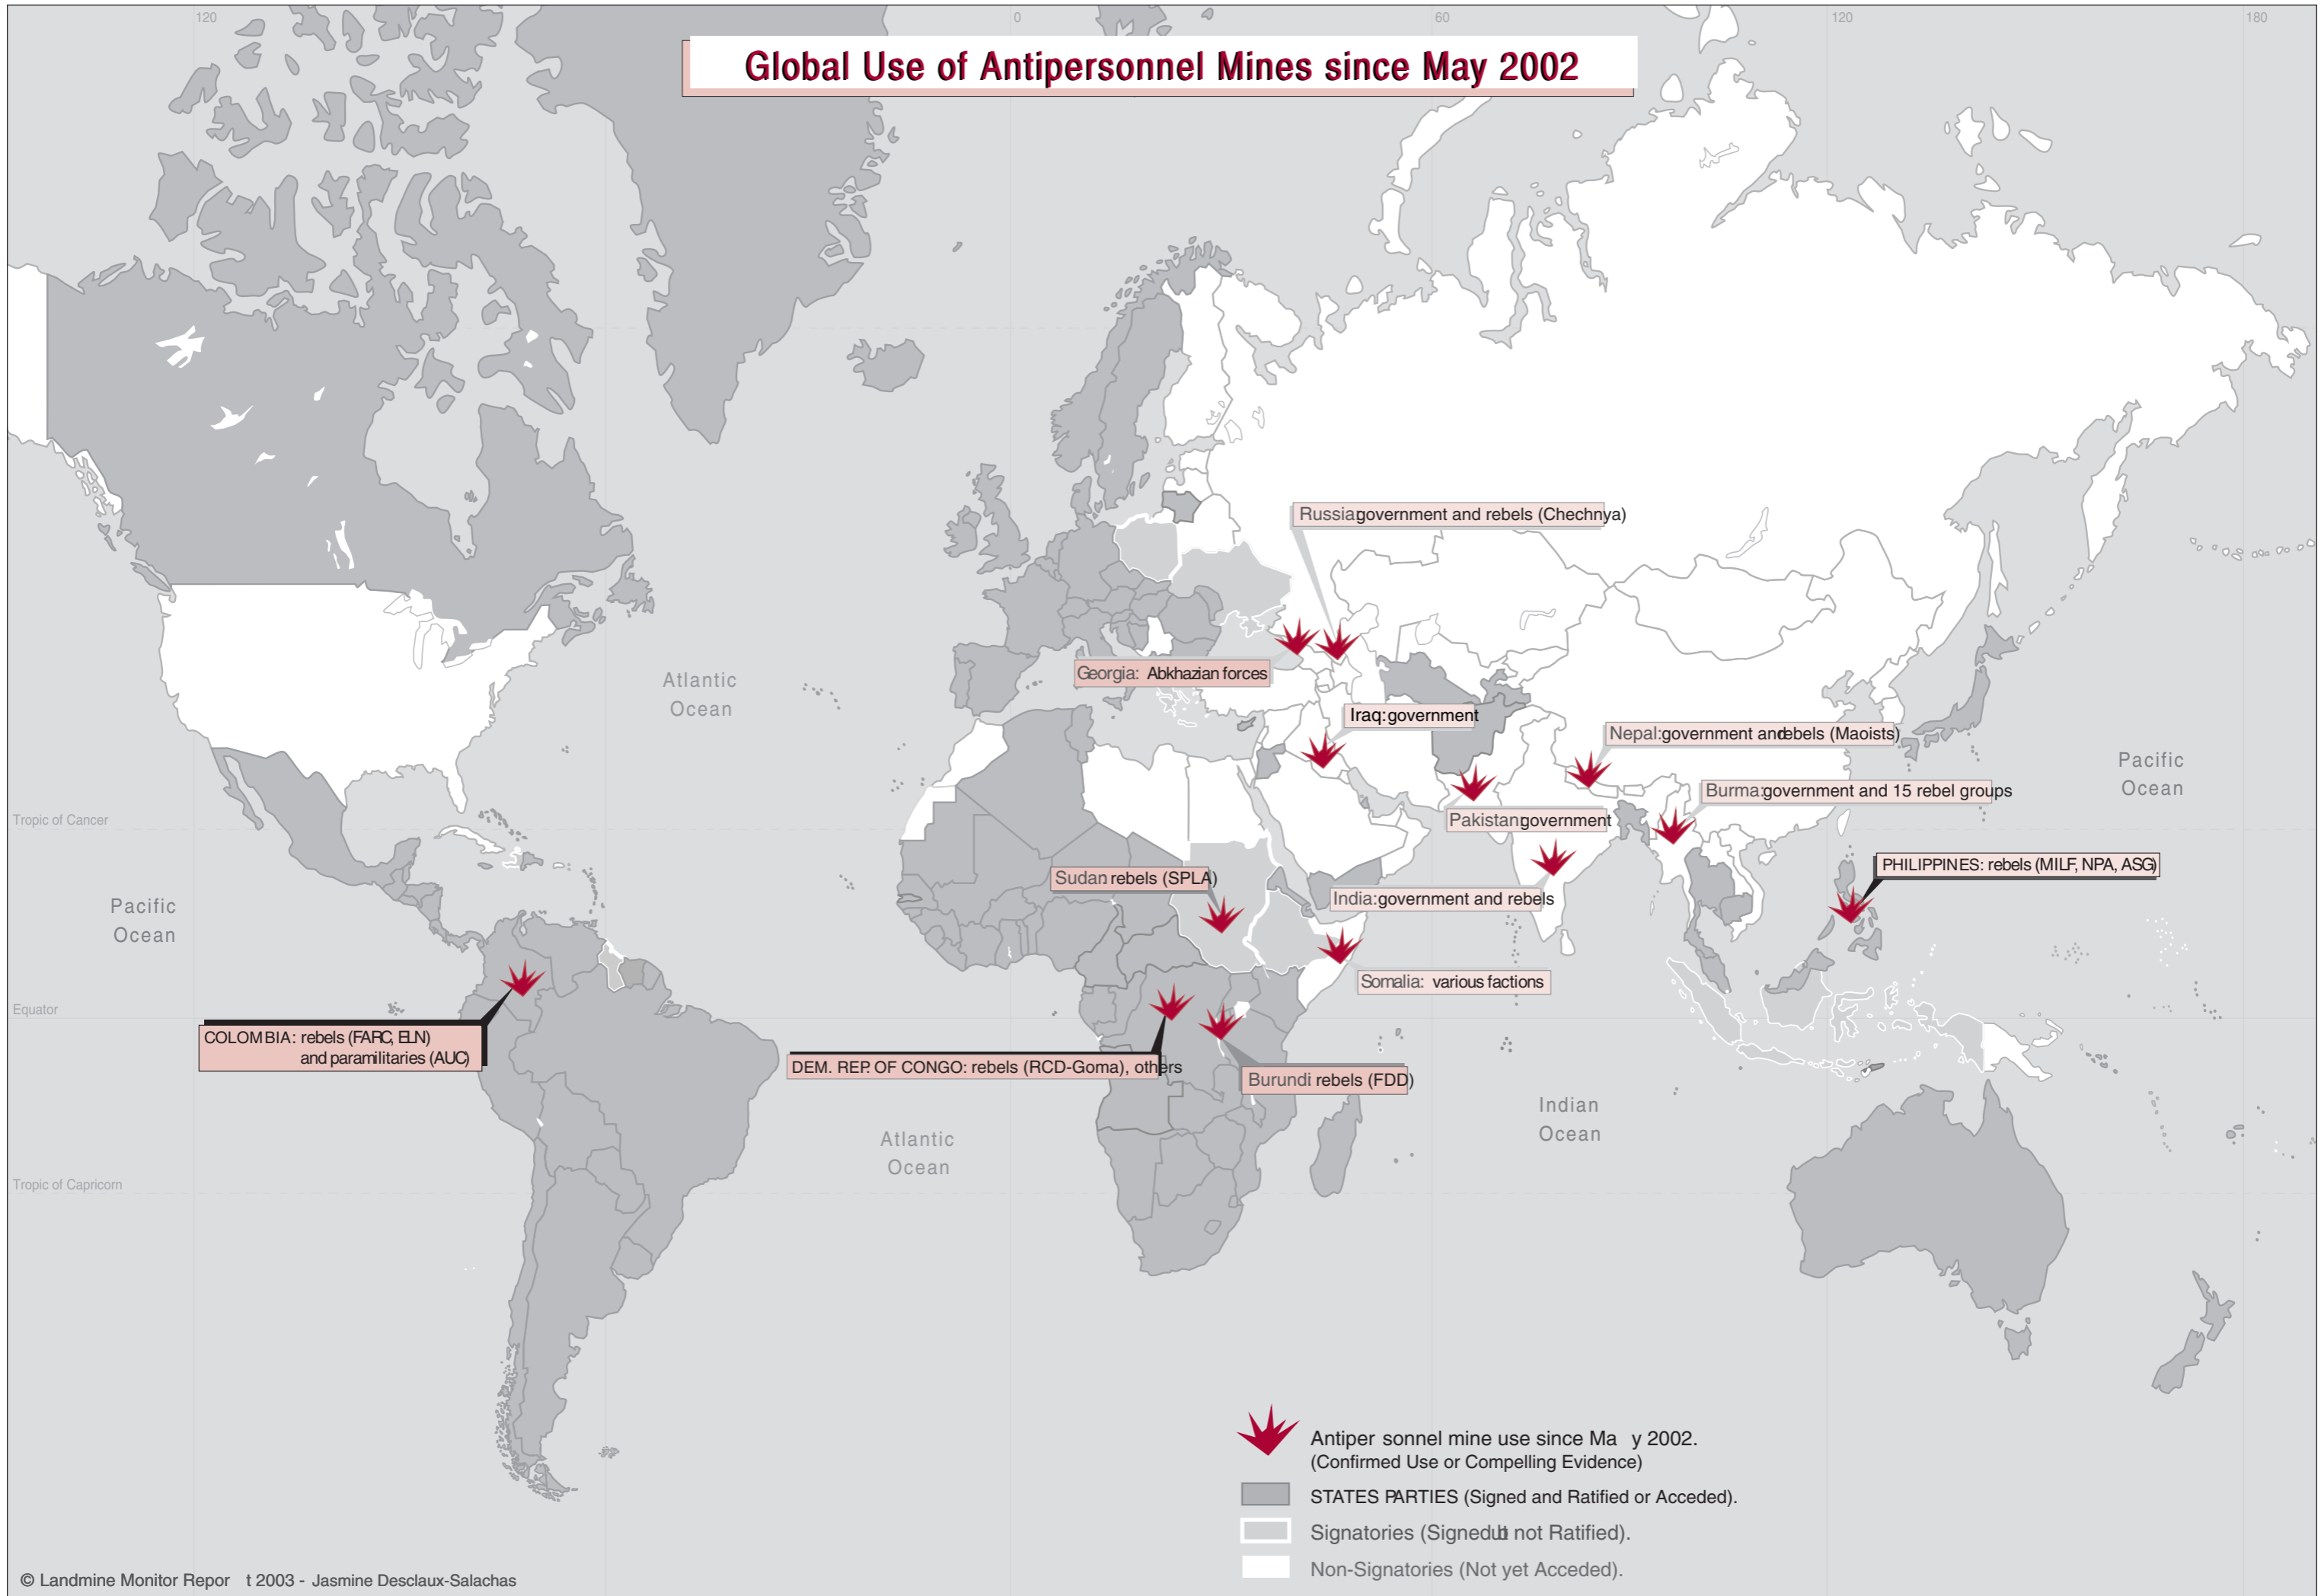 120
0
60
120
180
Global Use of Antipersonnel Mines since May 2002
Russiagovernment and rebels (Chechnya)
Georgia: Abkhazian forces
Atlantic
Ocean
Iraq:government
Nepal:government andebels (Maoists)
Pacific
Ocean
Burma:government and 15 rebel groups
Pakistangovernment
Tropic of Cancer
PHILIPPINES: rebels (MILF, NPA, ASG)
Sudan rebels (SPLA)
India:government and rebels
Pacific
Ocean
Somalia: various factions
Equator
COLOMBIA: rebels (FARC, ELN)
and paramilitaries (AUC)
DEM. REP. OF CONGO: rebels (RCD-Goma), others
Burundi rebels (FDD)
Indian
Ocean
Atlantic
Ocean
Tropic of Capricorn
Antiper sonnel mine use since Ma y 2002.
(Confirmed Use or Compelling Evidence)
STATES PARTIES (Signed and Ratified or Acceded).
Signatories (Signed not Ratified).
Non-Signatories (Not yet Acceded).
© Landmine Monitor Repor t 2003 - Jasmine Desclaux-Salachas